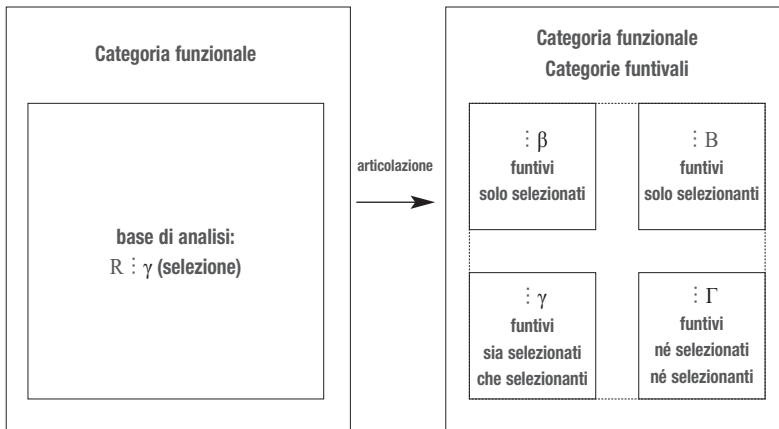 Categoria funzionale
base di analisi:
R ⋮ γ (selezione)
articolazione
Categoria funzionale
Categorie funtivali
⋮ β
funtivi
solo selezionati
⋮ B
funtivi
solo selezionanti
⋮ γ
funtivi
sia selezionati
che selezionanti
⋮ Γ
funtivi
né selezionati
né selezionanti